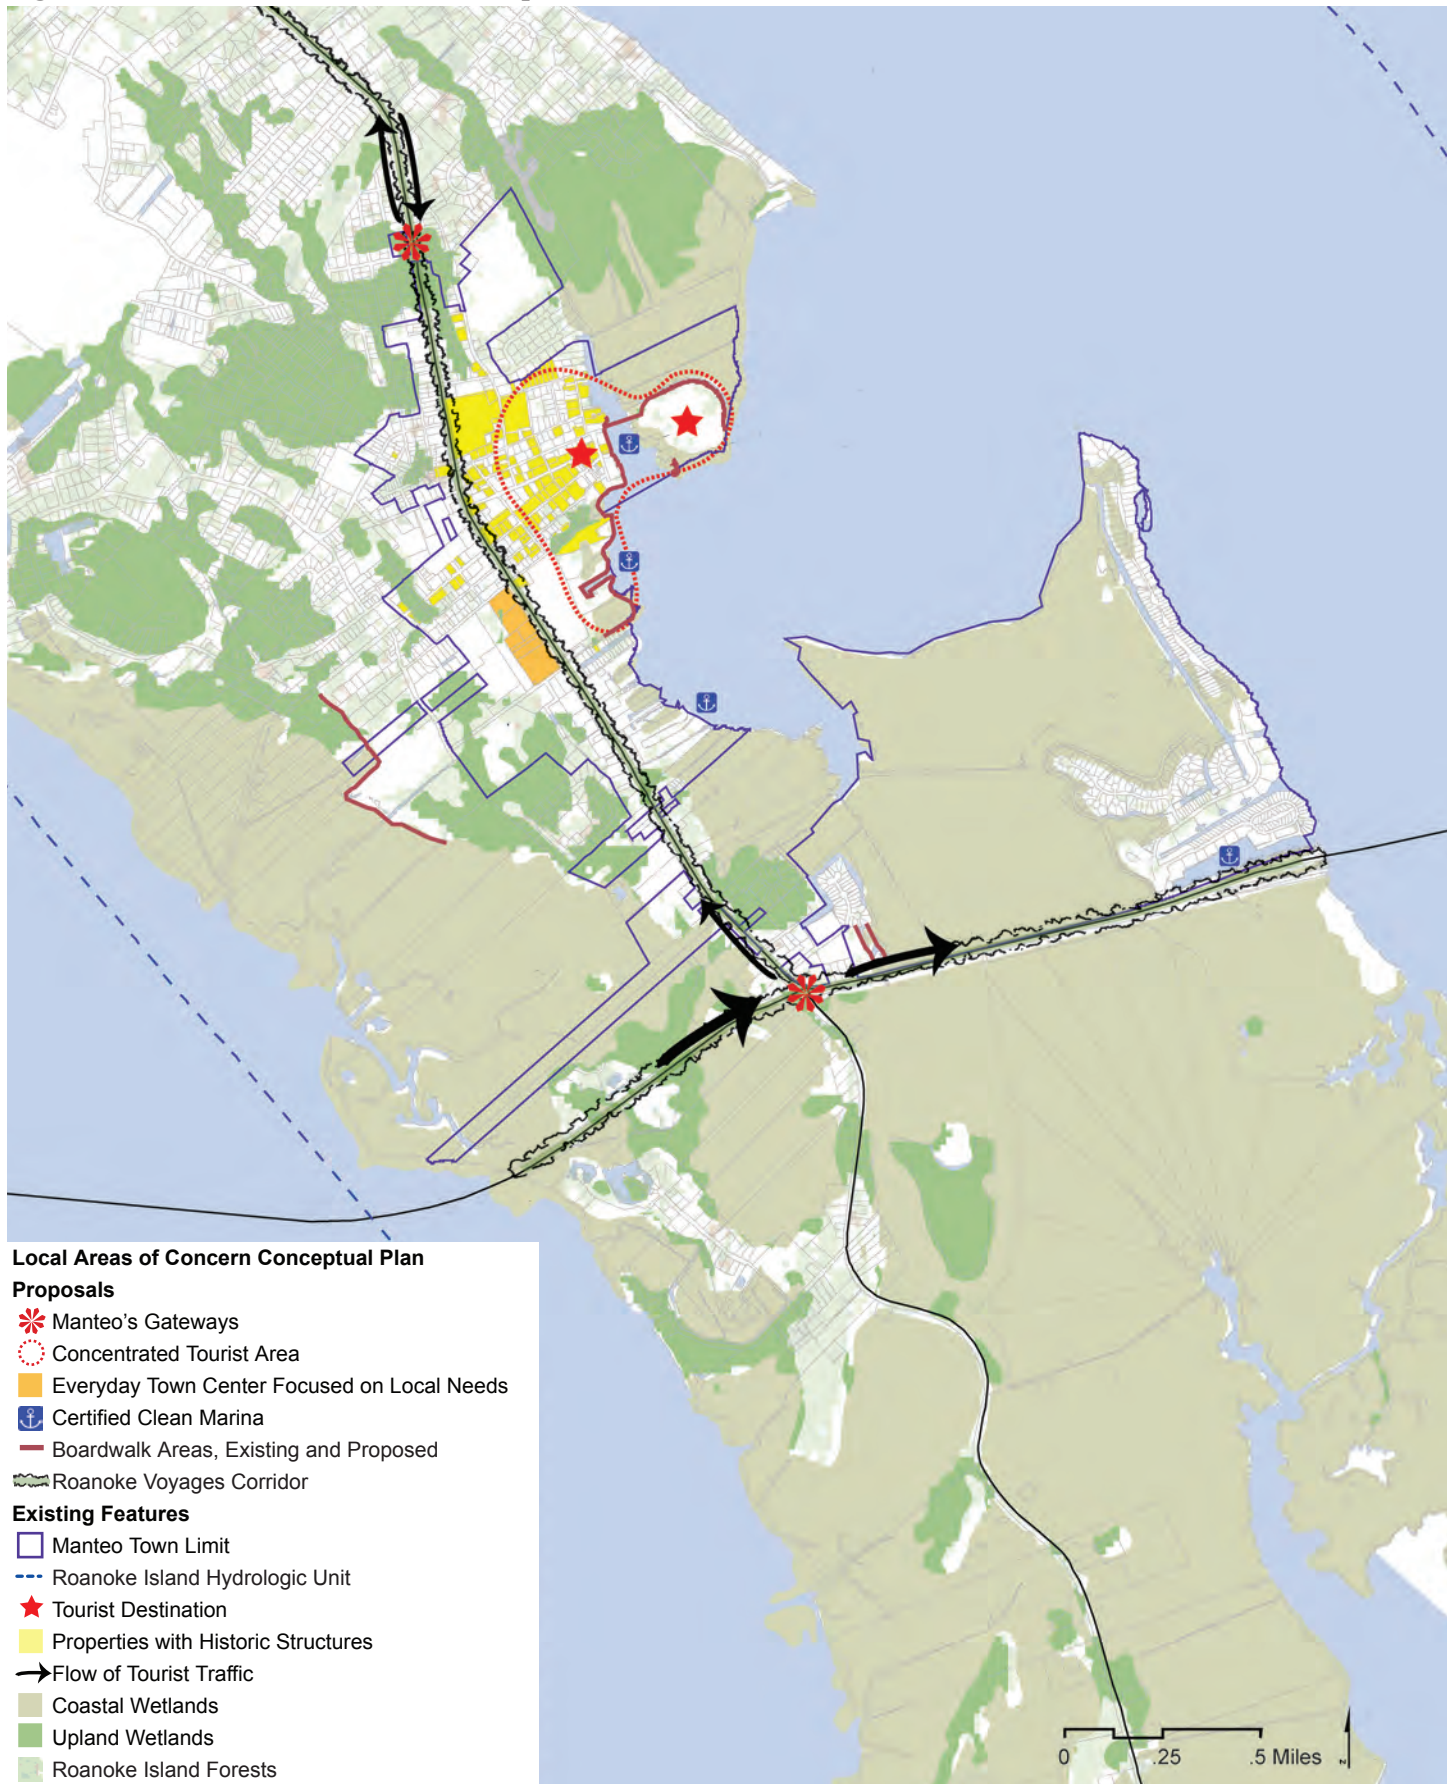 Local Areas of Concern Conceptual Plan
Proposals
Manteo's Gateways
Concentrated Tourist Area
Everyday Town Center Focused on Local Needs
Certified Clean Marina
Boardwalk Areas, Existing and Proposed
Roanoke Voyages Corridor
Existing Features
Manteo Town Limit
Roanoke Island Hydrologic Unit
Tourist Destination
Properties with Historic Structures
Flow of Tourist Traffic
Coastal Wetlands
Upland Wetlands
Roanoke Island Forests
0 .25 .5 Miles
z